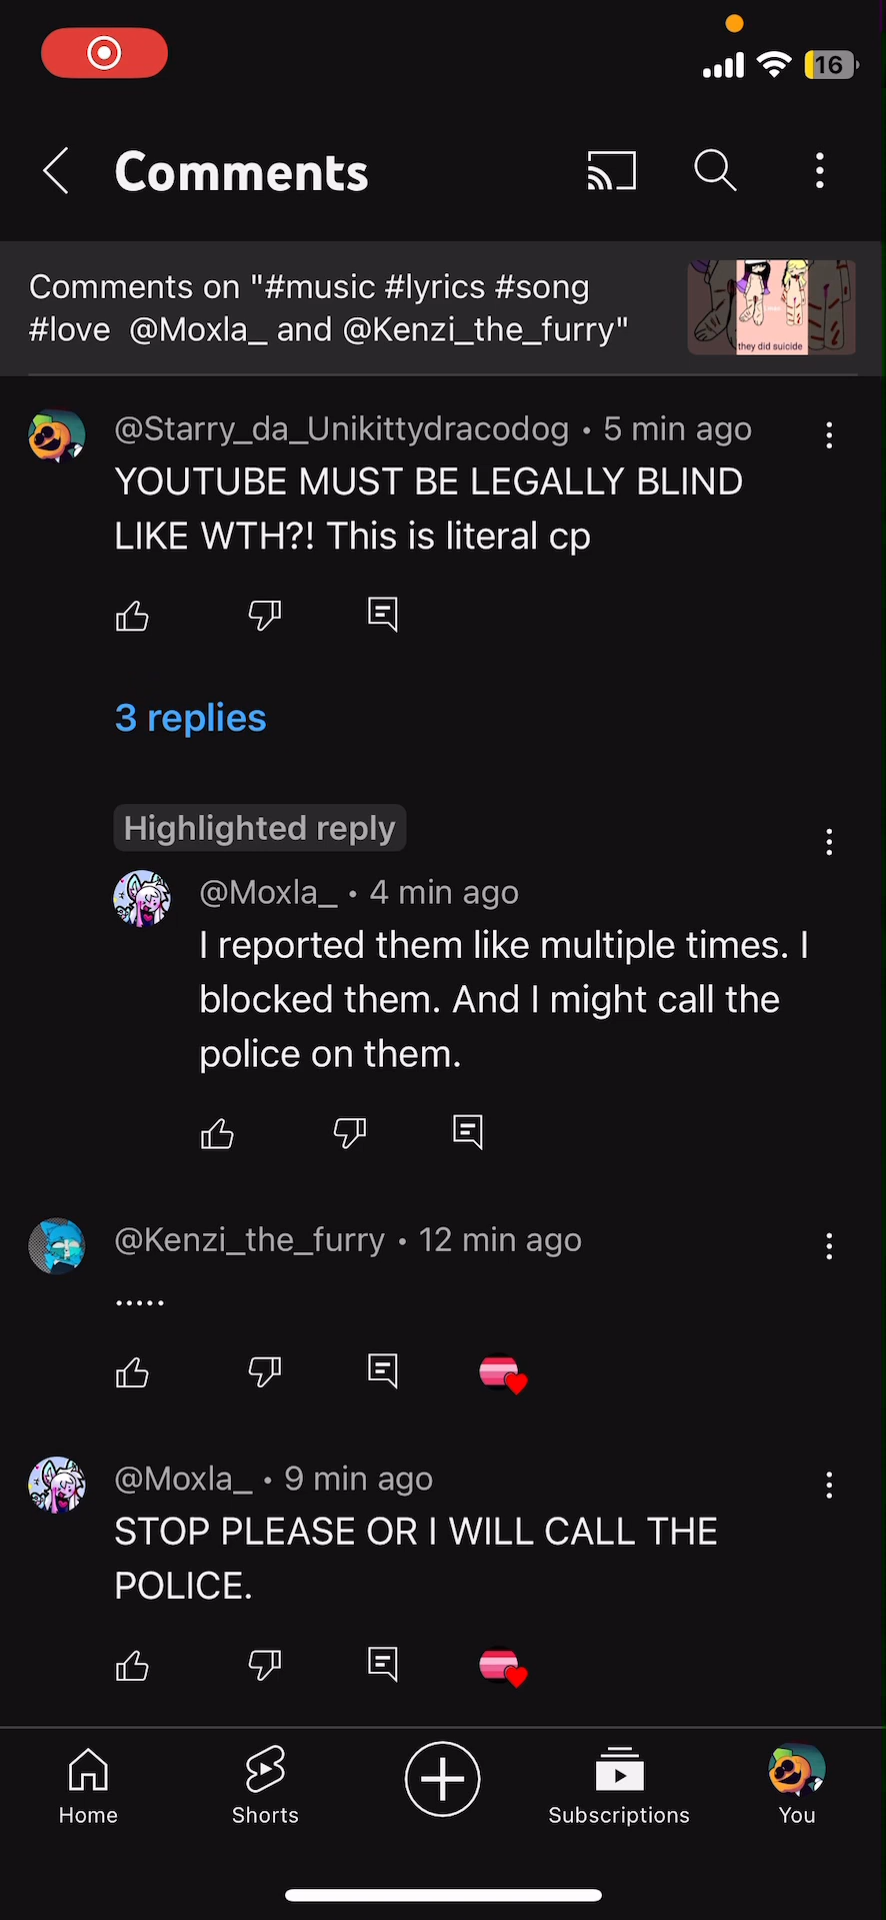 16
Comments
Comments on "#music #lyrics #song
#love @Moxla_ and @Kenzi_the_furry"
they did suicide
@Starry_da_Unikittydracodog • 5 min ago
YOUTUBE MUST BE LEGALLY BLIND
LIKE WTH?! This is literal cp
3 replies
Highlighted reply
@Moxla_ • 4 min ago
I reported them like multiple times. I
blocked them. And I might call the
police on them.
@Kenzi_the_furry • 12 min ago
.....
@Moxla_ • 9 min ago
STOP PLEASE OR I WILL CALL THE
POLICE.
Home
Shorts
Subscriptions
You